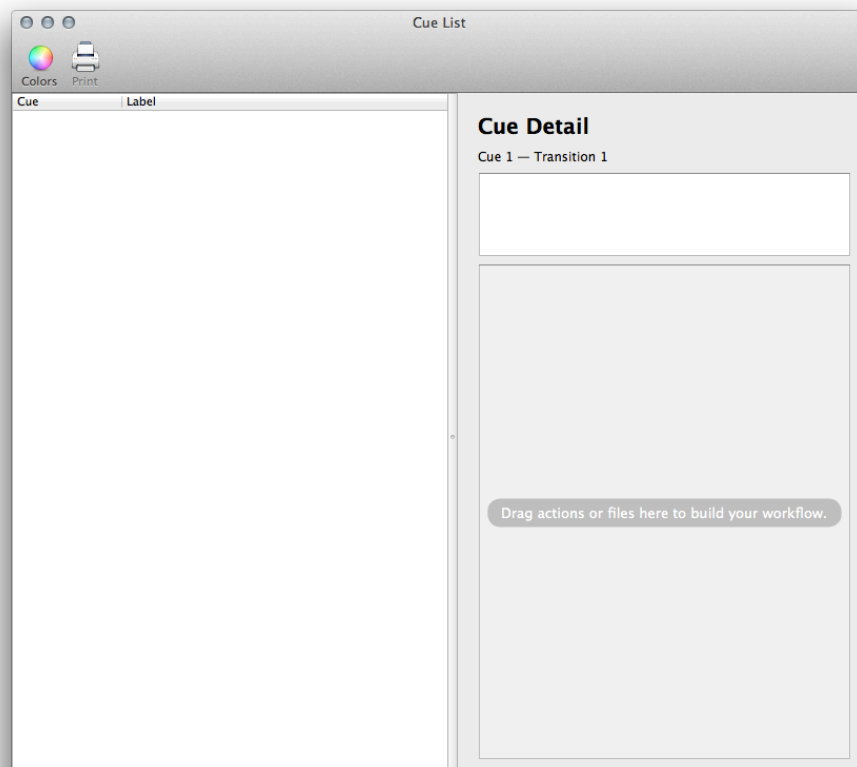 Cue List
Colors Print
Cue Label
Cue Detail
Cue 1 — Transition 1
Drag actions or files here to build your workflow.